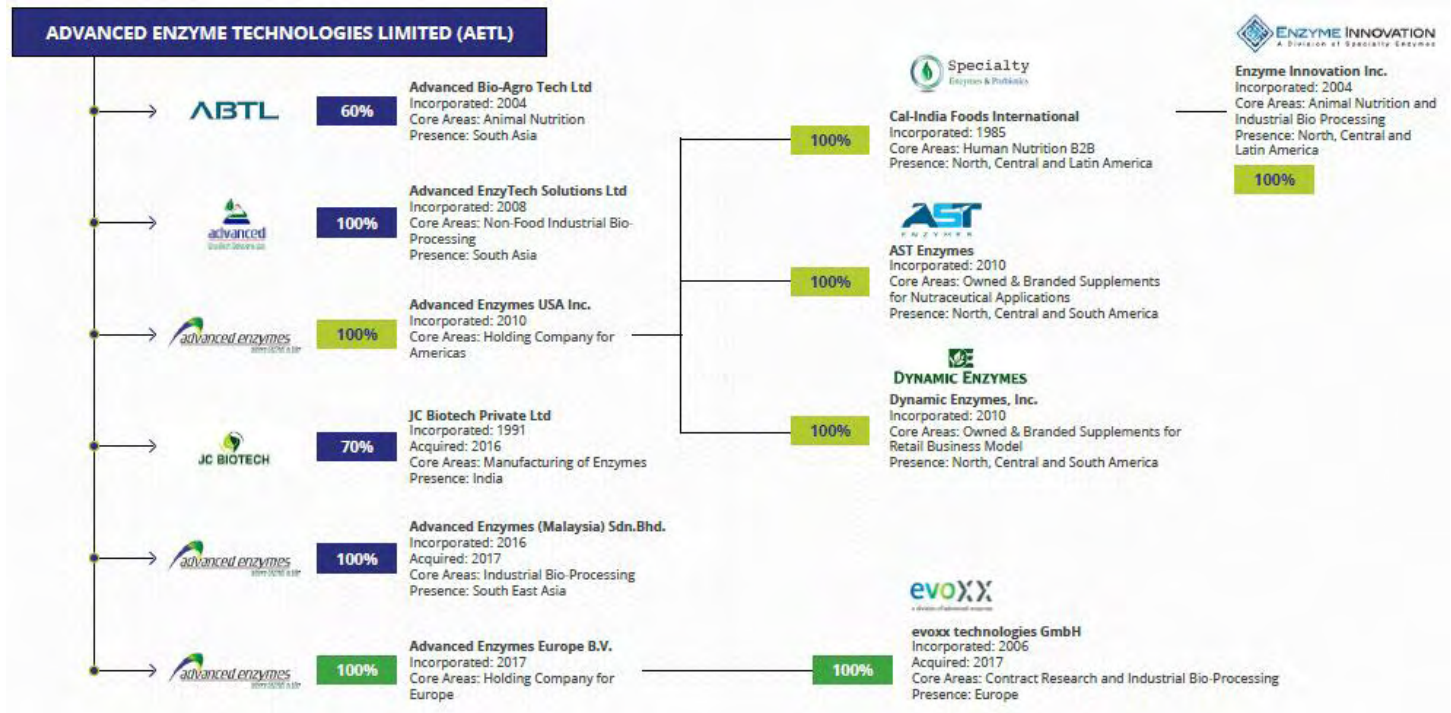 ADVANCED ENZYME TECHNOLOGIES LIMITED (AETL)
ABTL
60%
Advanced Bio-Agro Tech Ltd
Incorporated: 2004
Core Areas: Animal Nutrition
Presence: South Asia
advanced
100%
Advanced EnzyTech Solutions Ltd
Incorporated: 2008
Core Areas: Non-Food Industrial Bio-
Processing
Presence: South Asia
advanced enzymes
100%
Advanced Enzymes USA Inc.
Incorporated: 2010
Core Areas: Holding Company for
Americas
JC BIOTECH
70%
JC Biotech Private Ltd
Incorporated: 1991
Acquired: 2016
Core Areas: Manufacturing of Enzymes
Presence: India
advanced enzymes
100%
Advanced Enzymes (Malaysia) Sdn.Bhd.
Incorporated: 2016
Acquired: 2017
Core Areas: Industrial Bio-Processing
Presence: South East Asia
advanced enzymes
100%
Advanced Enzymes Europe B.V.
Incorporated: 2017
Core Areas: Holding Company for
Europe
Specialty
Enzymes & Probiotics
100%
Cal-India Foods International
Incorporated: 1985
Core Areas: Human Nutrition B2B
Presence: North, Central and Latin America
ENZYME INNOVATION
A Division of Specialty Enzymes
Enzyme Innovation Inc.
Incorporated: 2004
Core Areas: Animal Nutrition and
Industrial Bio Processing
Presence: North, Central and
Latin America
100%
AST
ENZYMES
100%
AST Enzymes
Incorporated: 2010
Core Areas: Owned & Branded Supplements
for Nutraceutical Applications
Presence: North, Central and South America
DYNAMIC ENZYMES
100%
Dynamic Enzymes, Inc.
Incorporated: 2010
Core Areas: Owned & Branded Supplements for
Retail Business Model
Presence: North, Central and South America
evoxx
a division of advanced enzymes
100%
evoxx technologies GmbH
Incorporated: 2006
Acquired: 2017
Core Areas: Contract Research and Industrial Bio-Processing
Presence: Europe